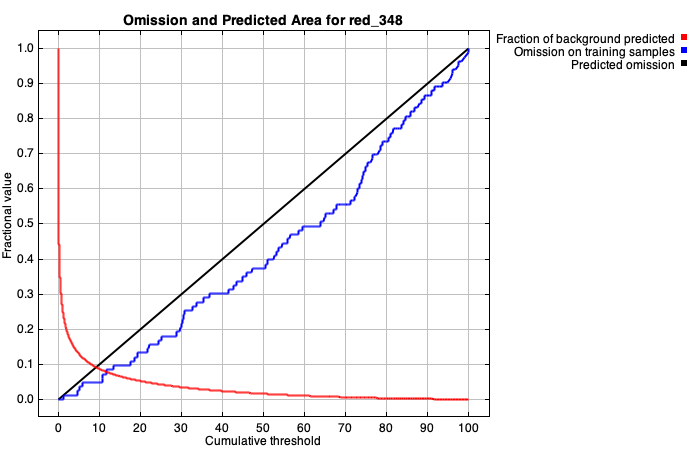 Omission and Predicted Area for red_348
Fraction of background predicted
Omission on training samples
Predicted omission
Fractional value
1.0
0.9
0.8
0.7
0.6
0.5
0.4
0.3
0.2
0.1
0.0
0 10 20 30 40 50 60 70 80 90 100
Cumulative threshold